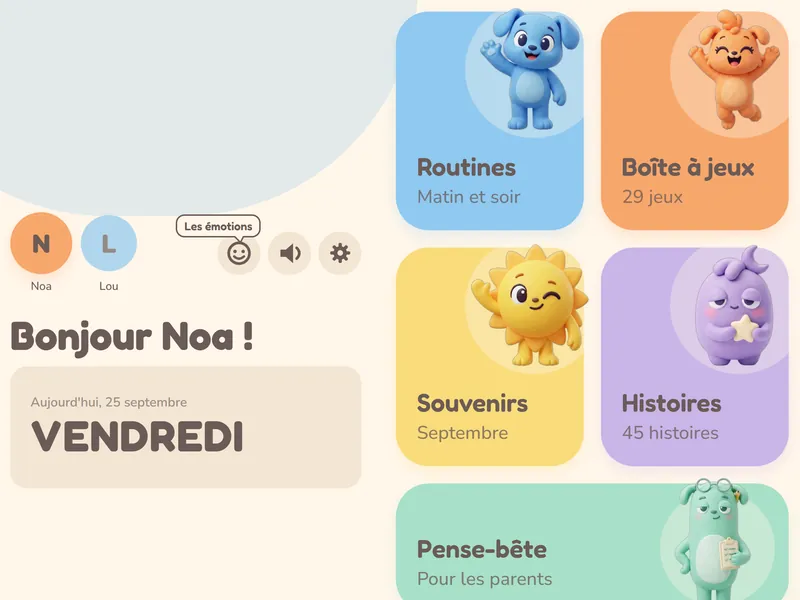 N
L
Les émotions
Noa
Lou
Bonjour Noa !
Aujourd'hui, 25 septembre
VENDREDI
Routines
Matin et soir
Boîte à jeux
29 jeux
Souvenirs
Septembre
Histoires
45 histoires
Pense-bête
Pour les parents